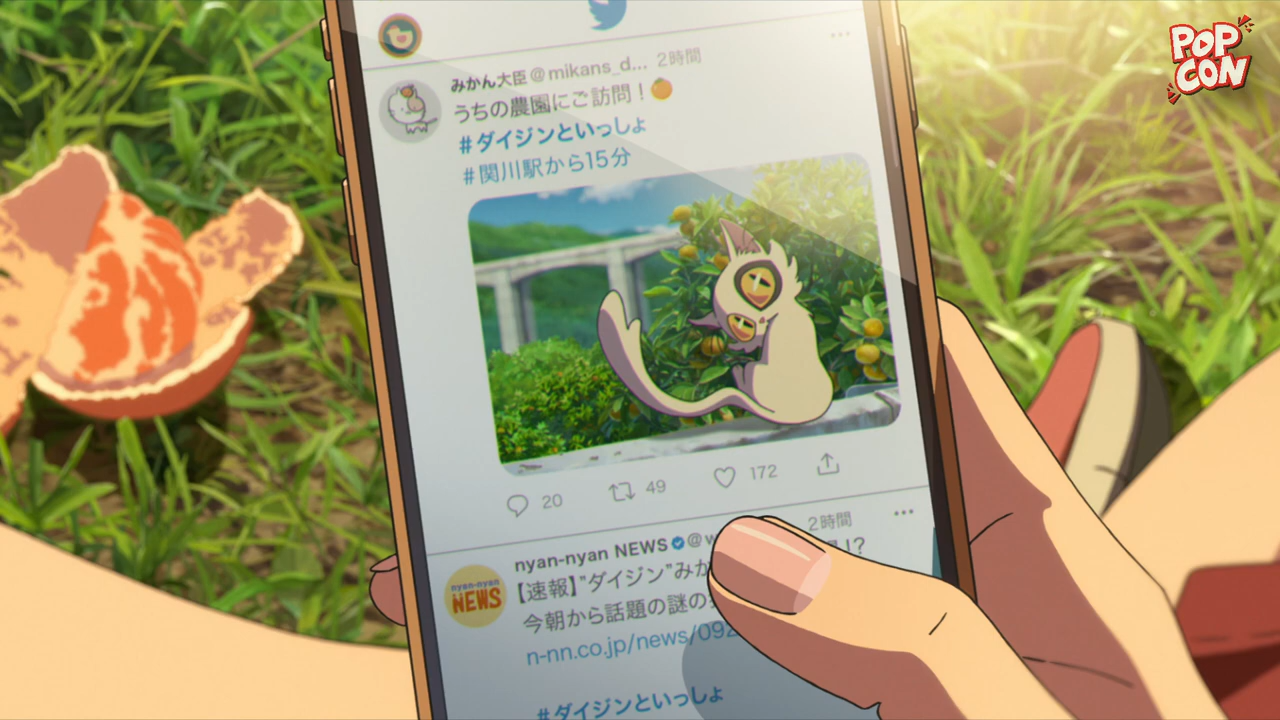 POP CON
みかん大臣 @mikans_d... 2時間
うちの農園にご訪問！🍊
#ダイジンといっしょ
#関川駅から15分
20 49 172
nyan-nyan NEWS @w 2時間
nyan-nyan NEWS
【速報】”ダイジン”みか !?
今朝から話題の謎の
n-nn.co.jp/news/092
#ダイジンといっしょ